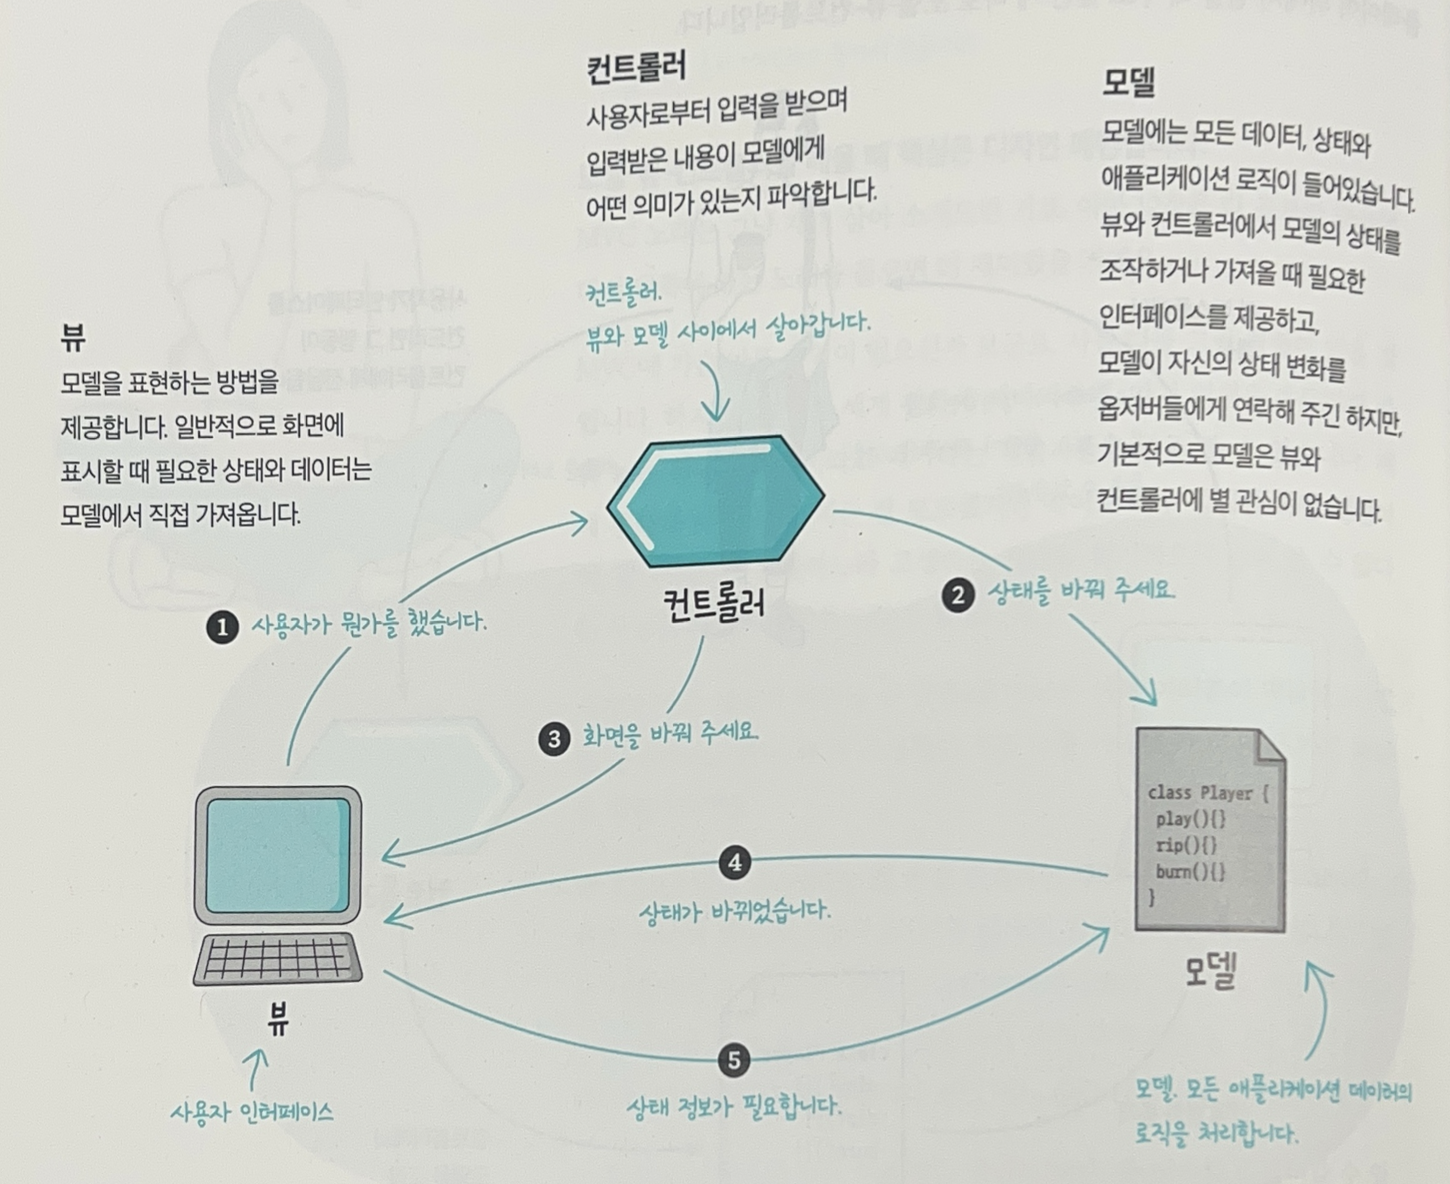 컨트롤러
사용자로부터 입력을 받으며
입력받은 내용이 모델에게
어떤 의미가 있는지 파악합니다.
모델
모델에는 모든 데이터, 상태와
애플리케이션 로직이 들어있습니다.
뷰와 컨트롤러에서 모델의 상태를
조작하거나 가져올 때 필요한
인터페이스를 제공하고,
모델이 자신의 상태 변화를
옵저버들에게 연락해 주긴 하지만,
기본적으로 모델은 뷰와
컨트롤러에 별 관심이 없습니다.
컨트롤러.
뷰와 모델 사이에서 살아갑니다.
뷰
모델을 표현하는 방법을
제공합니다. 일반적으로 화면에
표시할 때 필요한 상태와 데이터는
모델에서 직접 가져옵니다.
컨트롤러
1 사용자가 뭔가를 했습니다.
2 상태를 바꿔 주세요.
3 화면을 바꿔 주세요.
class Player {
play(){}
rip(){}
burn(){}
}
4
상태가 바뀌었습니다.
모델
뷰
5
상태 정보가 필요합니다.
사용자 인터페이스
모델. 모든 애플리케이션 데이터의
로직을 처리합니다.